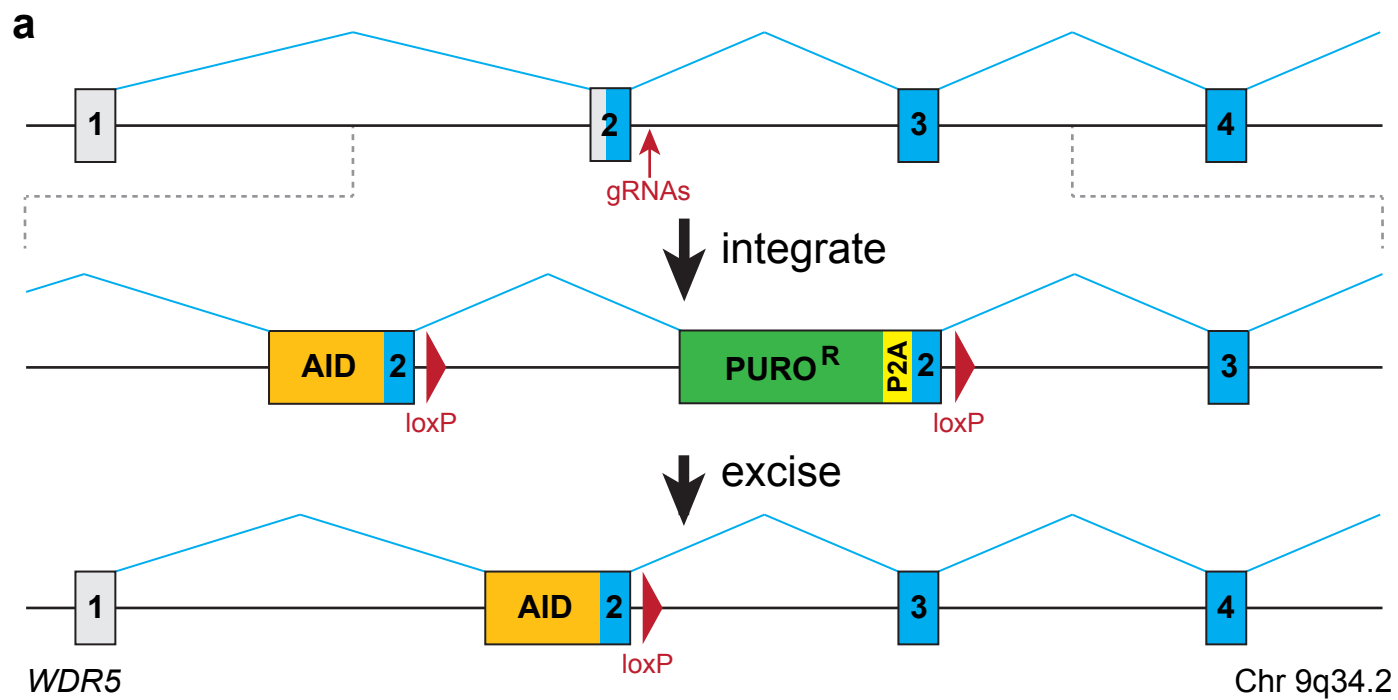 a
1 2 3 4
gRNAs
integrate
AID 2 PURO^R P2A 2 3
loxP loxP
excise
1 AID 2 3 4
loxP
WDR5 Chr 9q34.2